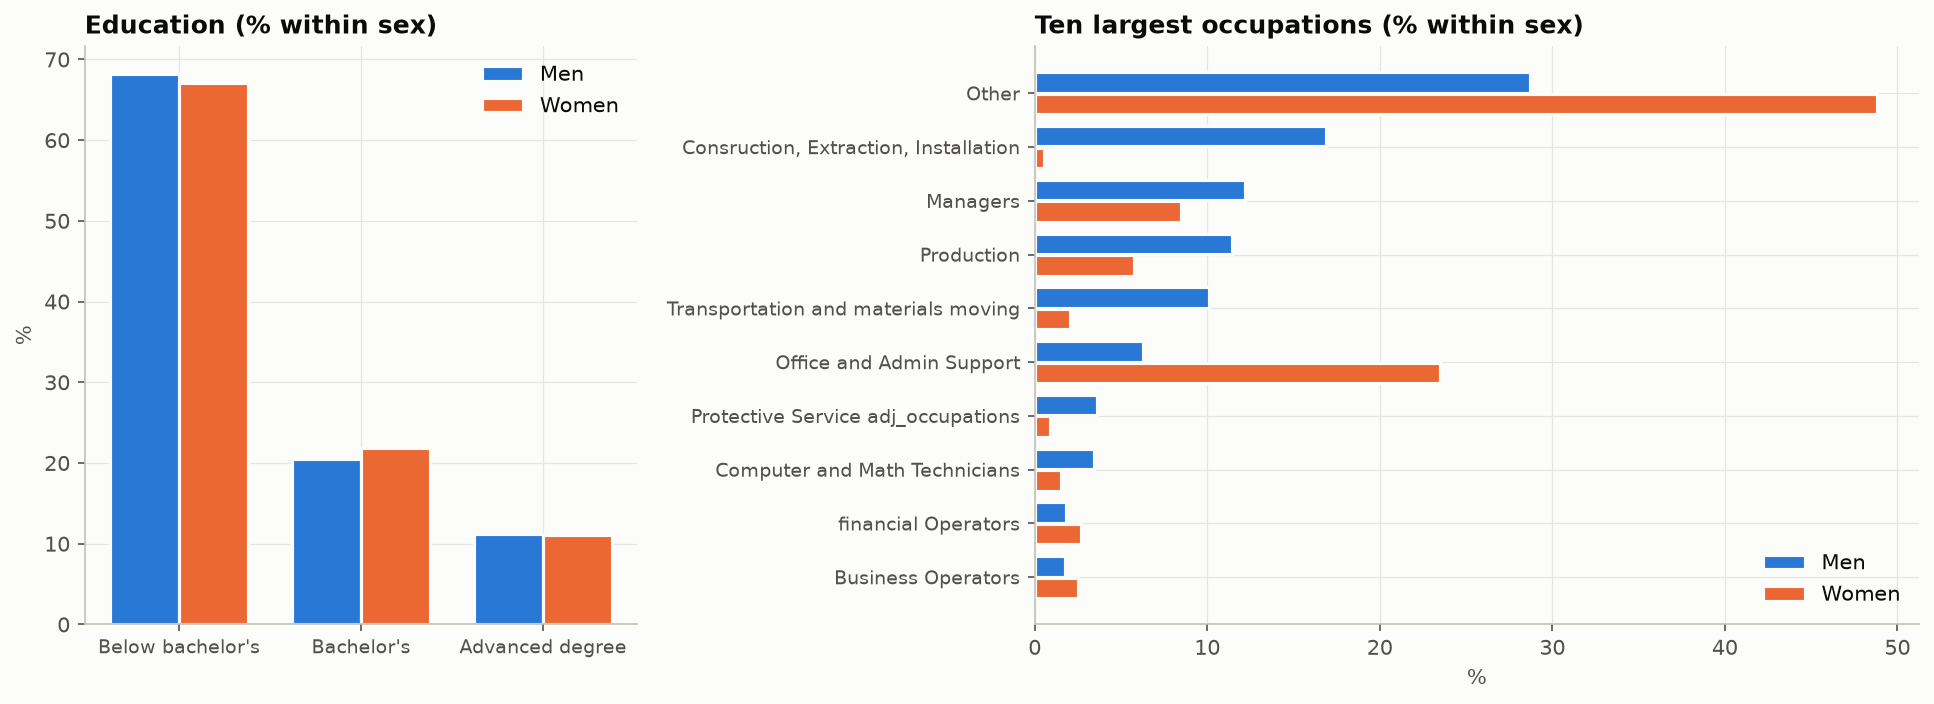 Education (% within sex)
%
70
60
50
40
30
20
10
0
Below bachelor's
Bachelor's
Advanced degree
Men
Women
Ten largest occupations (% within sex)
Other
Consruction, Extraction, Installation
Managers
Production
Transportation and materials moving
Office and Admin Support
Protective Service adj_occupations
Computer and Math Technicians
financial Operators
Business Operators
Men
Women
0
10
20
30
40
50
%